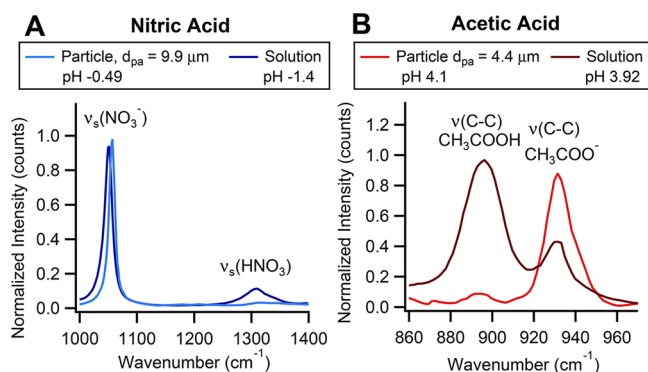 A
Nitric Acid
Particle, dpa = 9.9 μm
Solution
pH -0.49
pH -1.4
νs(NO3-)
νs(HNO3)
Normalized Intensity (counts)
1.0
0.8
0.6
0.4
0.2
0.0
1000
1100
1200
1300
1400
Wavenumber (cm-1)
B
Acetic Acid
Particle dpa = 4.4 μm
Solution
pH 4.1
pH 3.92
ν(C-C)
CH3COOH
ν(C-C)
CH3COO-
Normalized Intensity (counts)
1.2
1.0
0.8
0.6
0.4
0.2
0.0
860
880
900
920
940
960
Wavenumber (cm-1)